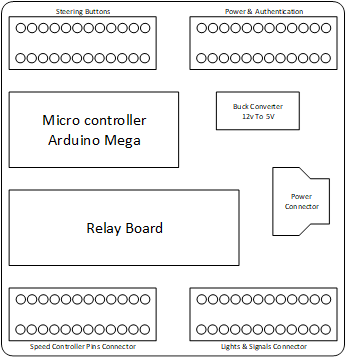 Steering Buttons
Power & Authentication
Micro controller
Arduino Mega
Buck Converter
12v To 5V
Power
Connector
Relay Board
Speed Controller Pins Connector
Lights & Signals Connector